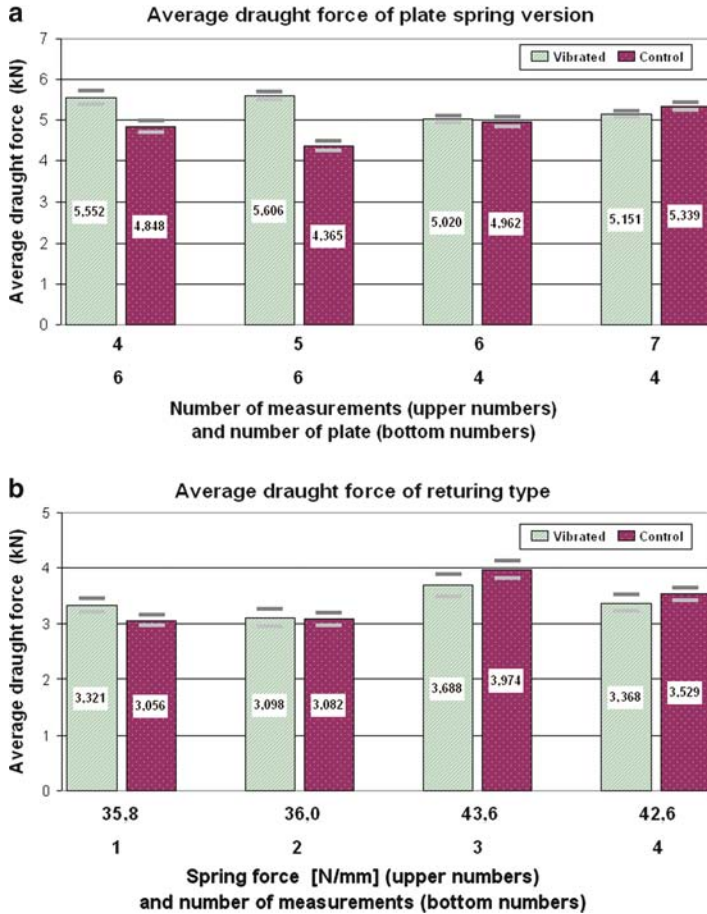 a
Average draught force of plate spring version
Average draught force (kN)
7
6
5
4
3
2
1
0
Vibrated Control
5,552 4,848 5,606 4,365 5,020 4,962 5,151 5,339
4 5 6 7
6 6 4 4
Number of measurements (upper numbers)
and number of plate (bottom numbers)
b
Average draught force of returing type
Average draught force (kN)
5
4
3
2
1
0
Vibrated Control
3,321 3,056 3,098 3,082 3,688 3,974 3,368 3,529
35,8 36,0 43,6 42,6
1 2 3 4
Spring force [N/mm] (upper numbers)
and number of measurements (bottom numbers)